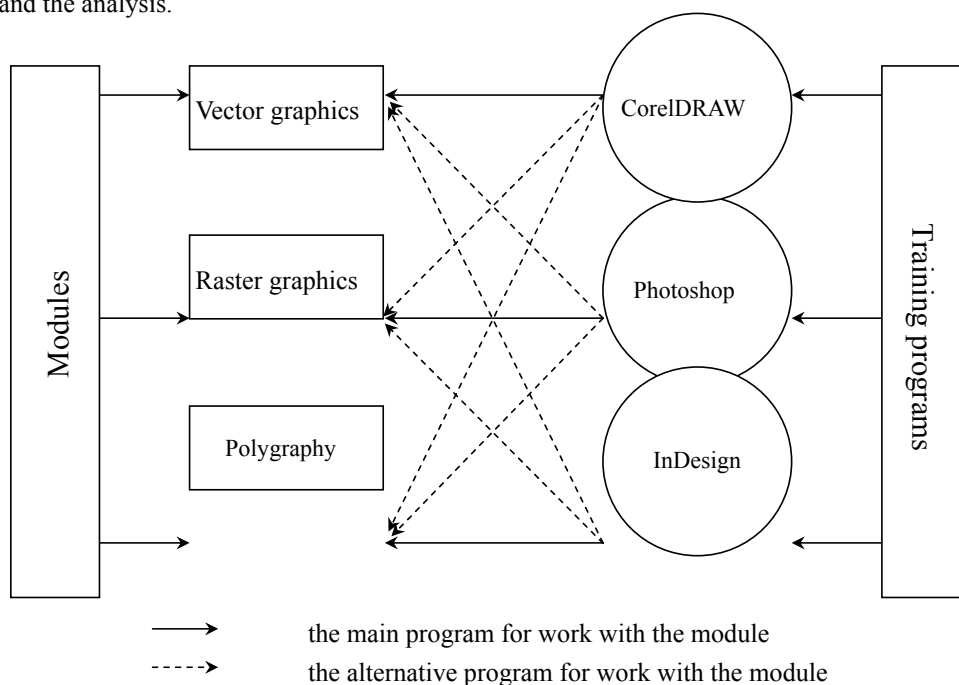 and the analysis.
Modules
Vector graphics
Raster graphics
Polygraphy
CorelDRAW
Photoshop
InDesign
Training programs
the main program for work with the module
the alternative program for work with the module